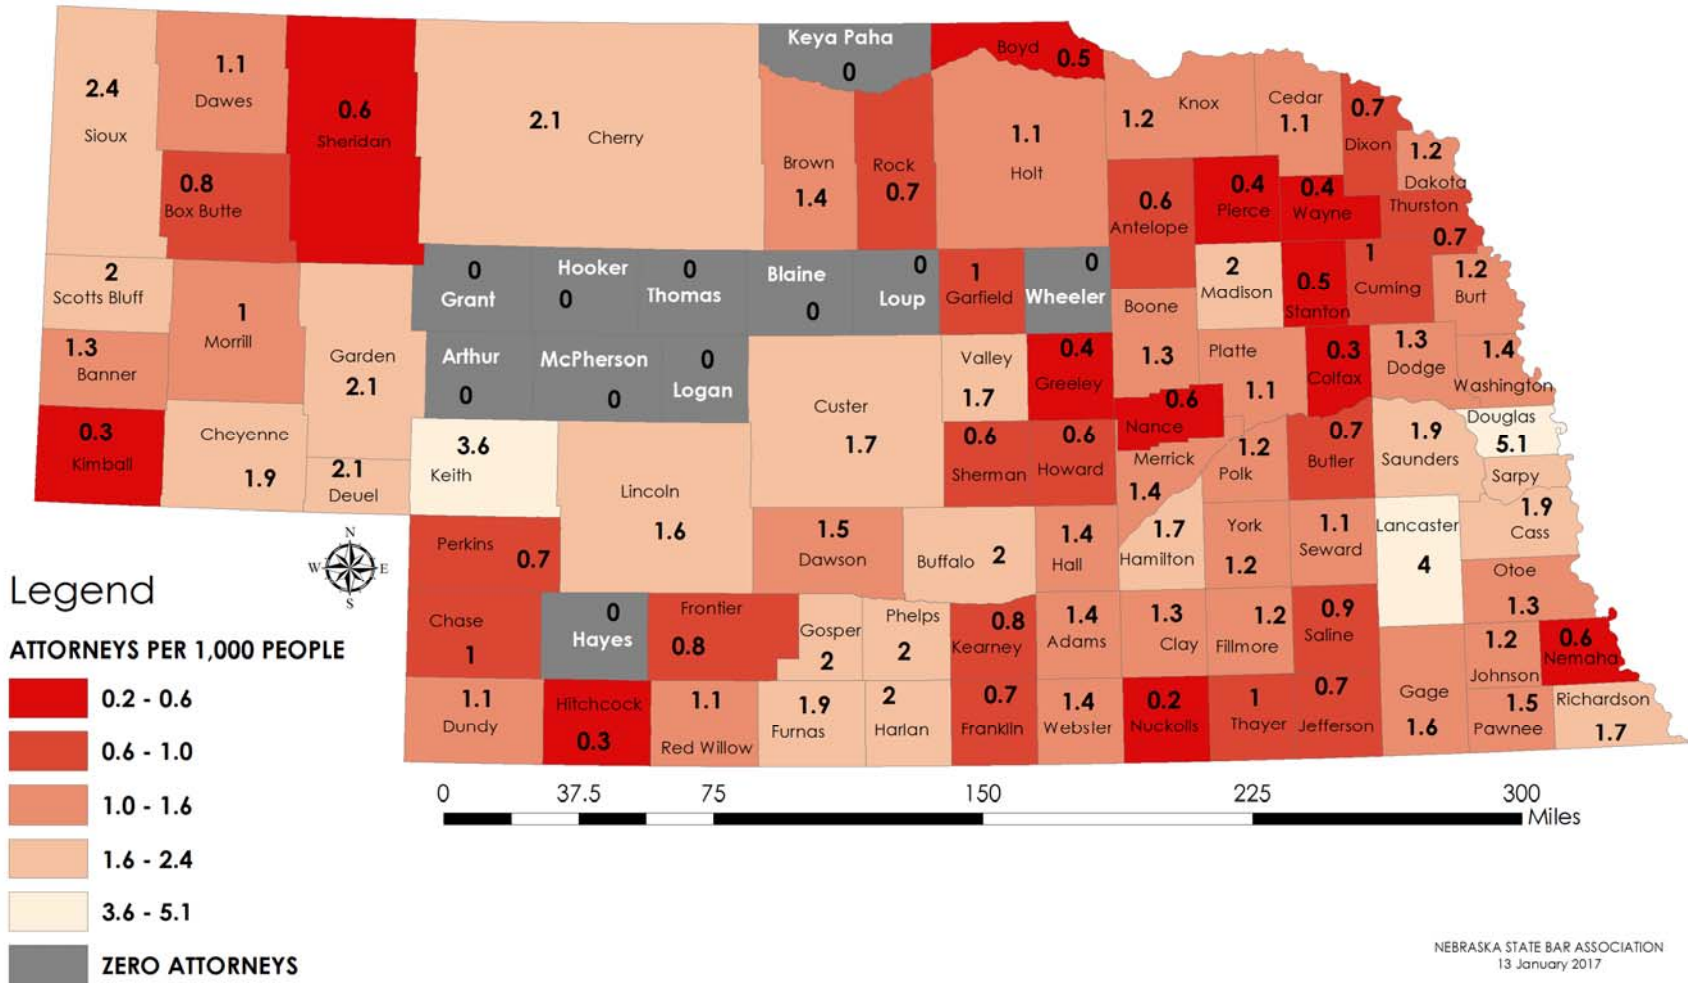 Keya Paha
0
Boyd 0.5
2.4
Sioux
1.1
Dawes
0.6
Sheridan
2.1
Cherry
Brown
1.4
Rock
0.7
1.1
Holt
1.2
Knox
Cedar
1.1
0.7
Dixon
1.2
Dakota
0.8
Box Butte
0.6
Antelope
0.4
Pierce
0.4
Wayne
Thurston
0.7
2
Scotts Bluff
1
Morrill
Garden
2.1
0
Grant
Hooker
0
0
Thomas
Blaine
0
0
Loup
1
Garfield
0
Wheeler
Boone
1.3
2
Madison
0.5
Stanton
1
Cuming
1.2
Burt
1.3
Banner
Arthur
0
McPherson
0
0
Logan
Custer
1.7
Valley
1.7
0.4
Greeley
Platte
1.1
0.3
Colfax
1.3
Dodge
1.4
Washington
0.3
Kimball
Cheyenne
1.9
2.1
Deuel
3.6
Keith
Lincoln
1.6
0.6
Sherman
0.6
Howard
0.6
Nance
Merrick
1.4
1.2
Polk
0.7
Butler
1.9
Saunders
Douglas
5.1
Sarpy
Perkins
0.7
1.5
Dawson
Buffalo 2
1.4
Hall
1.7
Hamilton
York
1.2
1.1
Seward
Lancaster
4
1.9
Cass
Otoe
1.3
Chase
1
0
Hayes
Frontier
0.8
Gosper
2
Phelps
2
0.8
Kearney
1.4
Adams
1.3
Clay
1.2
Fillmore
0.9
Saline
1.2
Johnson
0.6
Nemaha
1.1
Dundy
Hitchcock
0.3
1.1
Red Willow
1.9
Furnas
2
Harlan
0.7
Franklin
1.4
Webster
0.2
Nuckolls
1
Thayer
0.7
Jefferson
Gage
1.6
1.5
Pawnee
Richardson
1.7
N
W E
S
Legend
ATTORNEYS PER 1,000 PEOPLE
0.2 - 0.6
0.6 - 1.0
1.0 - 1.6
1.6 - 2.4
3.6 - 5.1
ZERO ATTORNEYS
0 37.5 75 150 225 300
Miles
NEBRASKA STATE BAR ASSOCIATION
13 January 2017